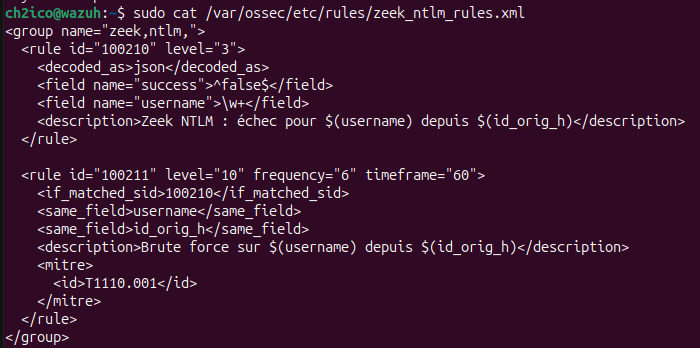 ch2ico@wazuh:~$ sudo cat /var/ossec/etc/rules/zeek_ntlm_rules.xml
<group name="zeek,ntlm,">
  <rule id="100210" level="3">
    <decoded_as>json</decoded_as>
    <field name="success">^false$</field>
    <field name="username">\w+</field>
    <description>Zeek NTLM : échec pour $(username) depuis $(id_orig_h)</description>
  </rule>

  <rule id="100211" level="10" frequency="6" timeframe="60">
    <if_matched_sid>100210</if_matched_sid>
    <same_field>username</same_field>
    <same_field>id_orig_h</same_field>
    <description>Brute force sur $(username) depuis $(id_orig_h)</description>
    <mitre>
      <id>T1110.001</id>
    </mitre>
  </rule>
</group>